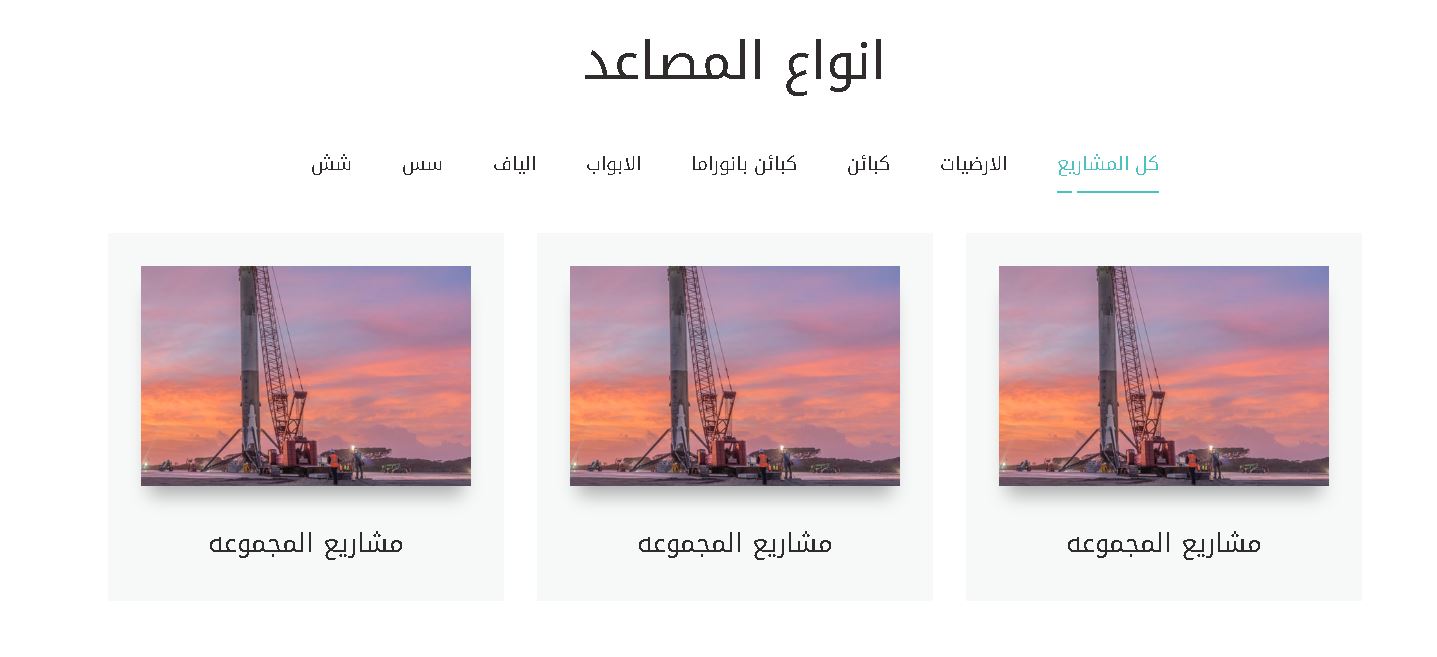 انواع المصاعد
كل المشاريع الارضيات كبائن كبائن بانوراما الابواب الياف سس شش
مشاريع المجموعه مشاريع المجموعه مشاريع المجموعه